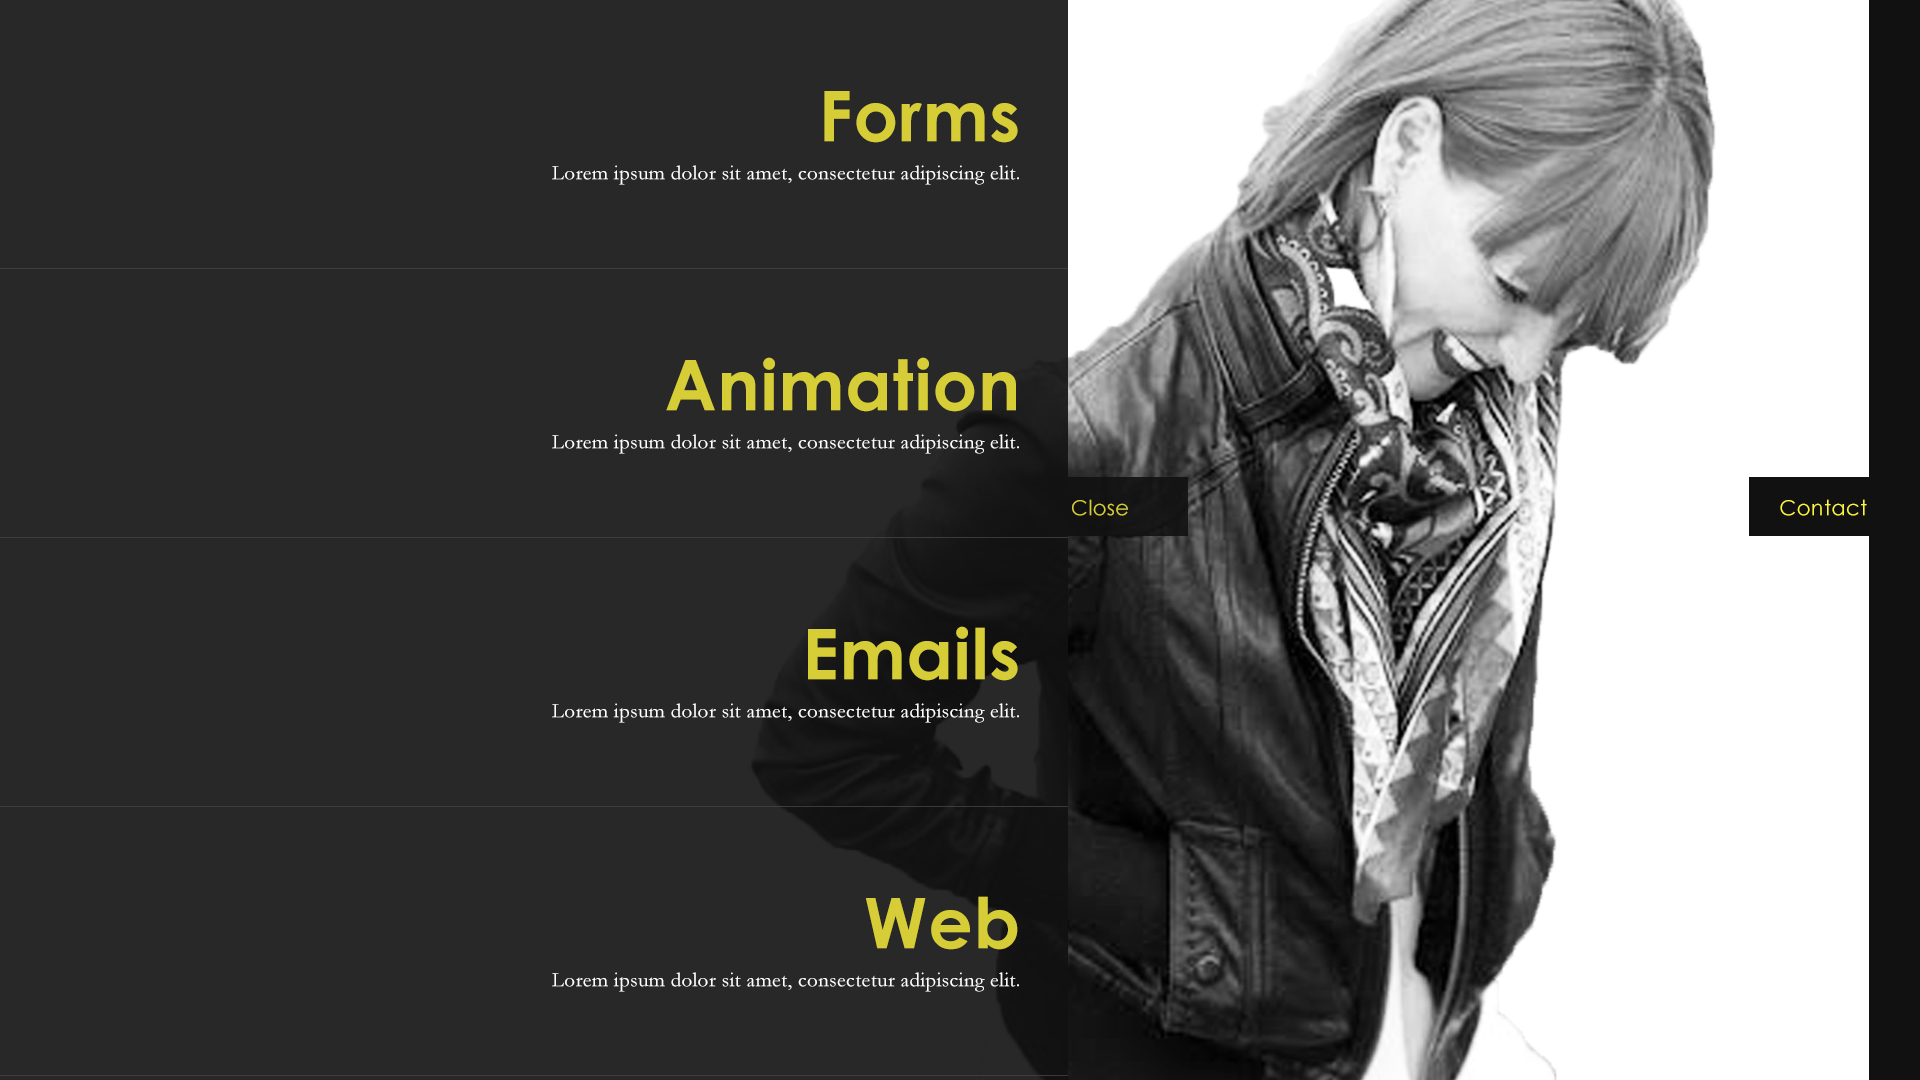 Forms
Lorem ipsum dolor sit amet, consectetur adipiscing elit.
Animation
Lorem ipsum dolor sit amet, consectetur adipiscing elit.
Close
Contact
Emails
Lorem ipsum dolor sit amet, consectetur adipiscing elit.
Web
Lorem ipsum dolor sit amet, consectetur adipiscing elit.